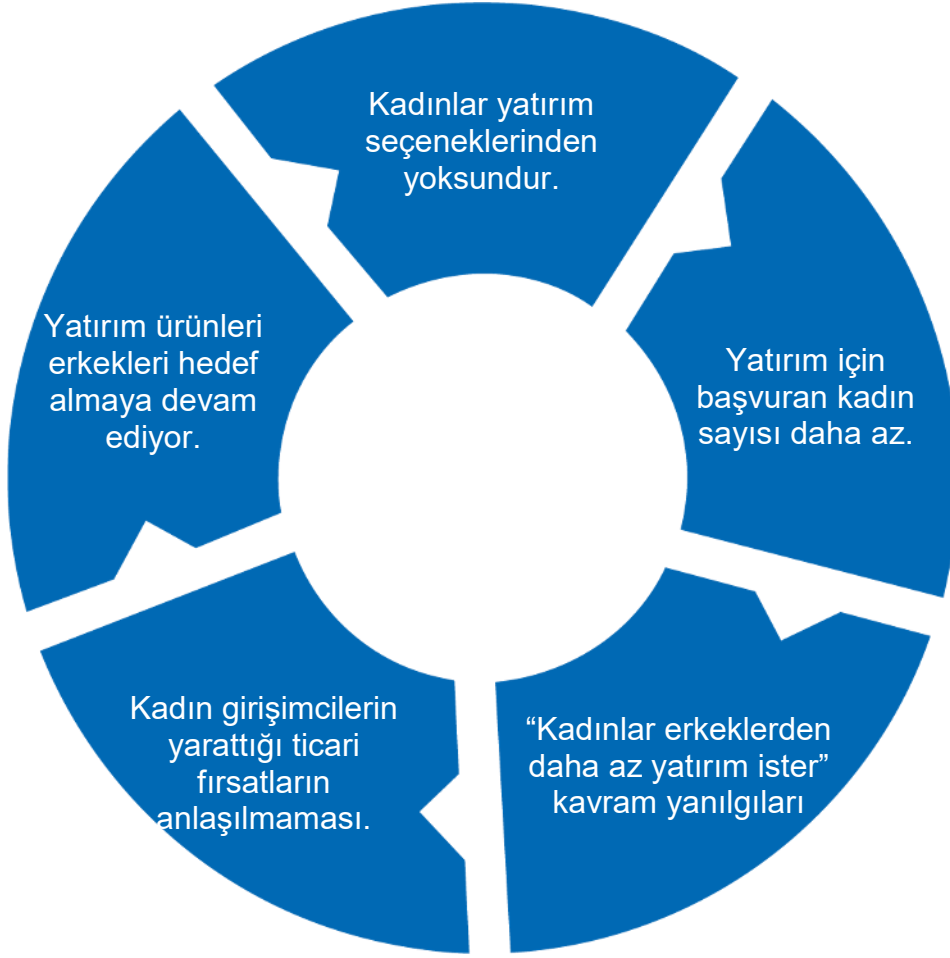 Kadınlar yatırım
seçeneklerinden
yoksundur.
Yatırım için
başvuran kadın
sayısı daha az.
“Kadınlar erkeklerden
daha az yatırım ister”
kavram yanılgıları
Kadın girişimcilerin
yarattığı ticari
fırsatların
anlaşılmaması.
Yatırım ürünleri
erkekleri hedef
almaya devam
ediyor.